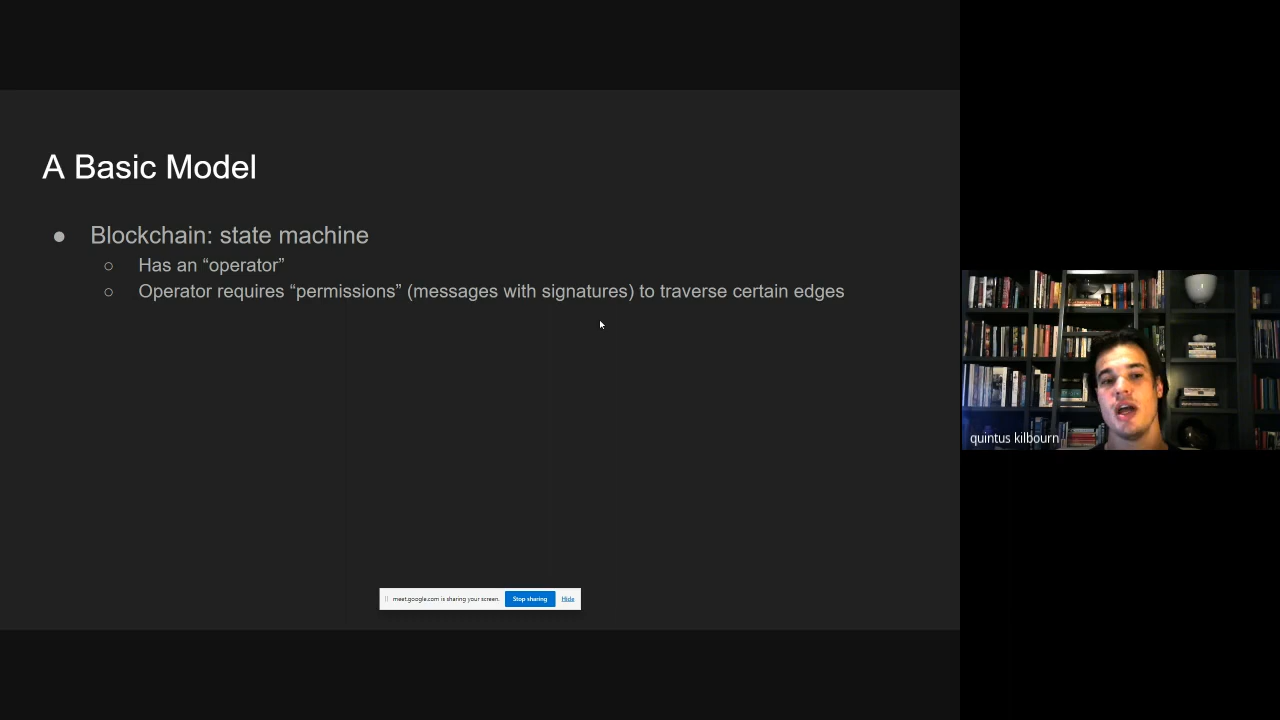 A Basic Model
● Blockchain: state machine
○ Has an “operator”
○ Operator requires “permissions” (messages with signatures) to traverse certain edges
quintus kilbourn
meet.google.com is sharing your screen. Stop sharing Hide